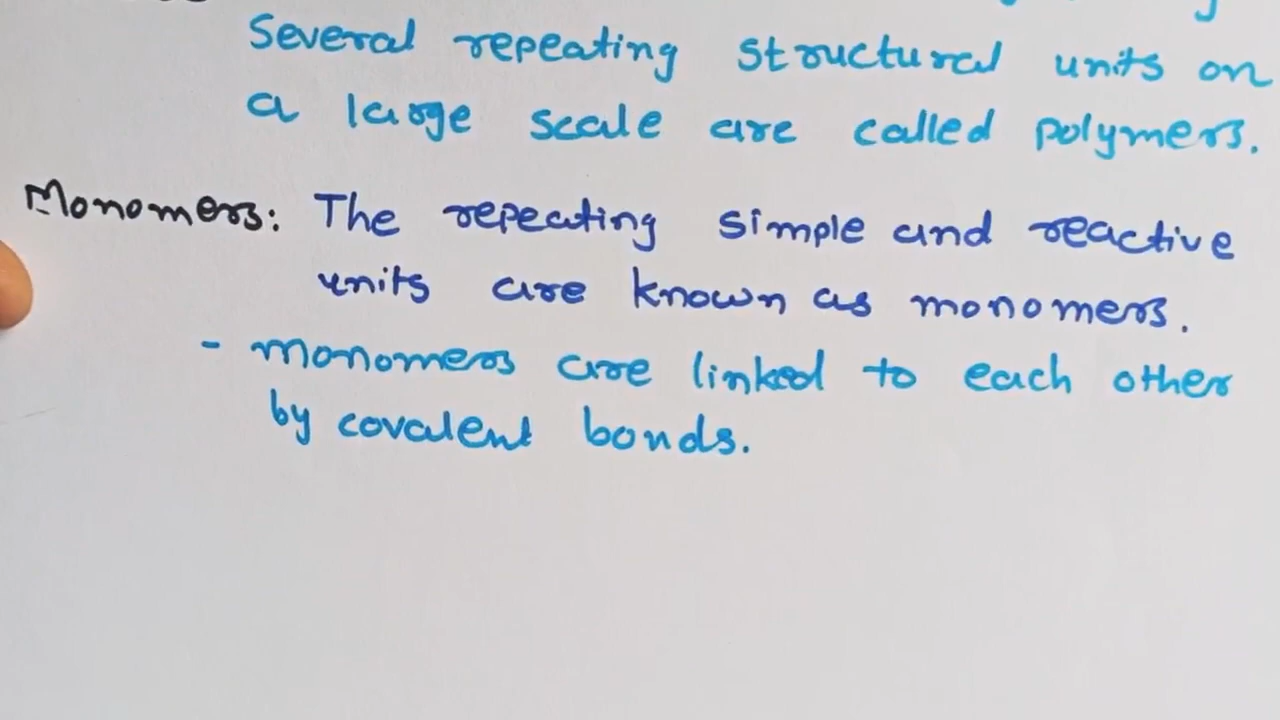 Several repeating structural units on
a large scale are called polymers.
Monomers: The repeating simple and reactive
units are known as monomers.
- monomers are linked to each other
by covalent bonds.